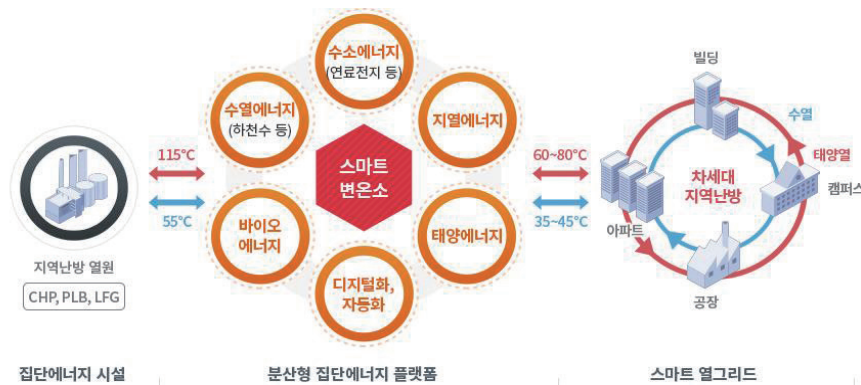 115℃
55℃
지역난방 열원
CHP, PLB, LFG
집단에너지 시설
수소에너지
(연료전지 등)
수열에너지
(하천수 등)
지열에너지
스마트
변온소
바이오
에너지
태양에너지
디지털화,
자동화
분산형 집단에너지 플랫폼
60~80℃
35~45℃
빌딩
수열
태양열
차세대
지역난방
캠퍼스
아파트
공장
스마트 열그리드